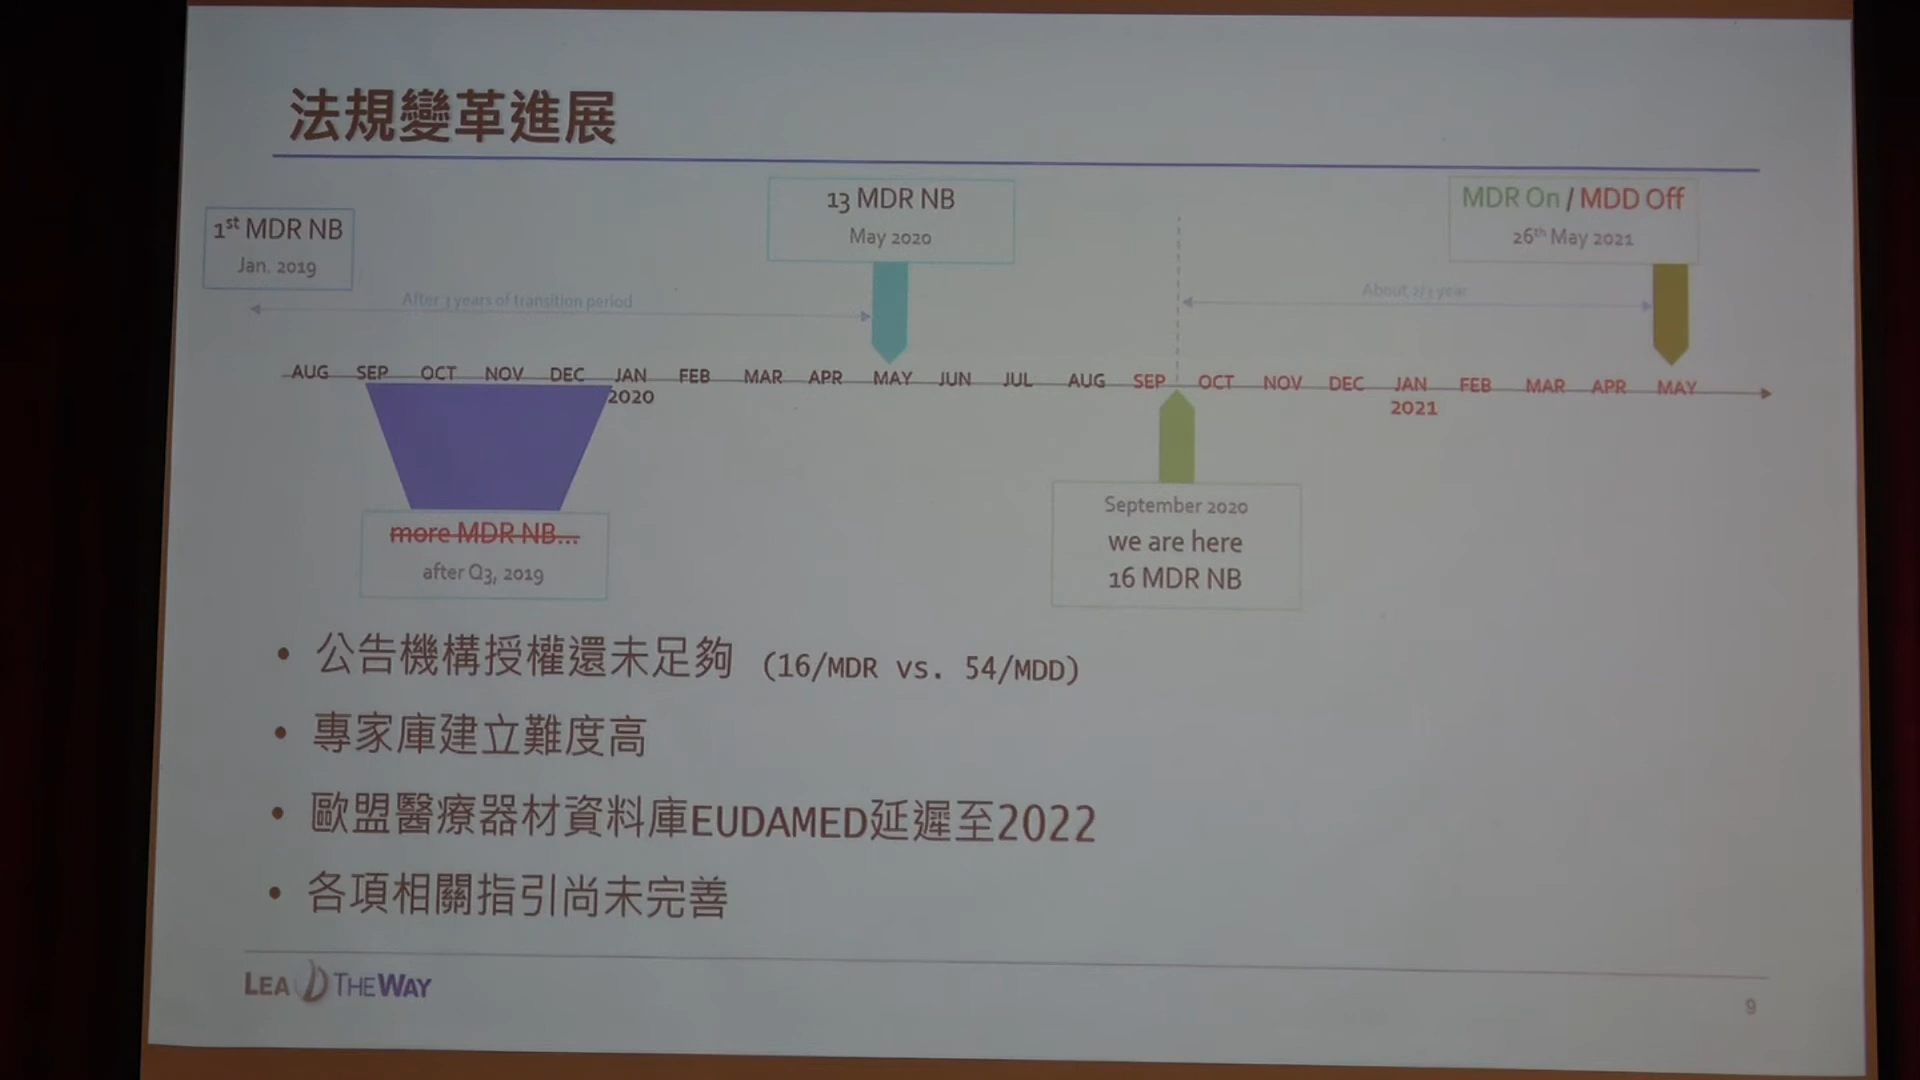 法規變革進展
1st MDR NB
Jan. 2019
13 MDR NB
May 2020
MDR On / MDD Off
26th May 2021
After 3 years of transition period
About 2/3 year
AUG SEP OCT NOV DEC JAN FEB MAR APR MAY JUN JUL AUG SEP OCT NOV DEC JAN FEB MAR APR MAY
2020 2021
more MDR NB...
after Q3, 2019
September 2020
we are here
16 MDR NB
• 公告機構授權還未足夠 (16/MDR vs. 54/MDD)
• 專家庫建立難度高
• 歐盟醫療器材資料庫EUDAMED延遲至2022
• 各項相關指引尚未完善
LEADTHEWAY
9